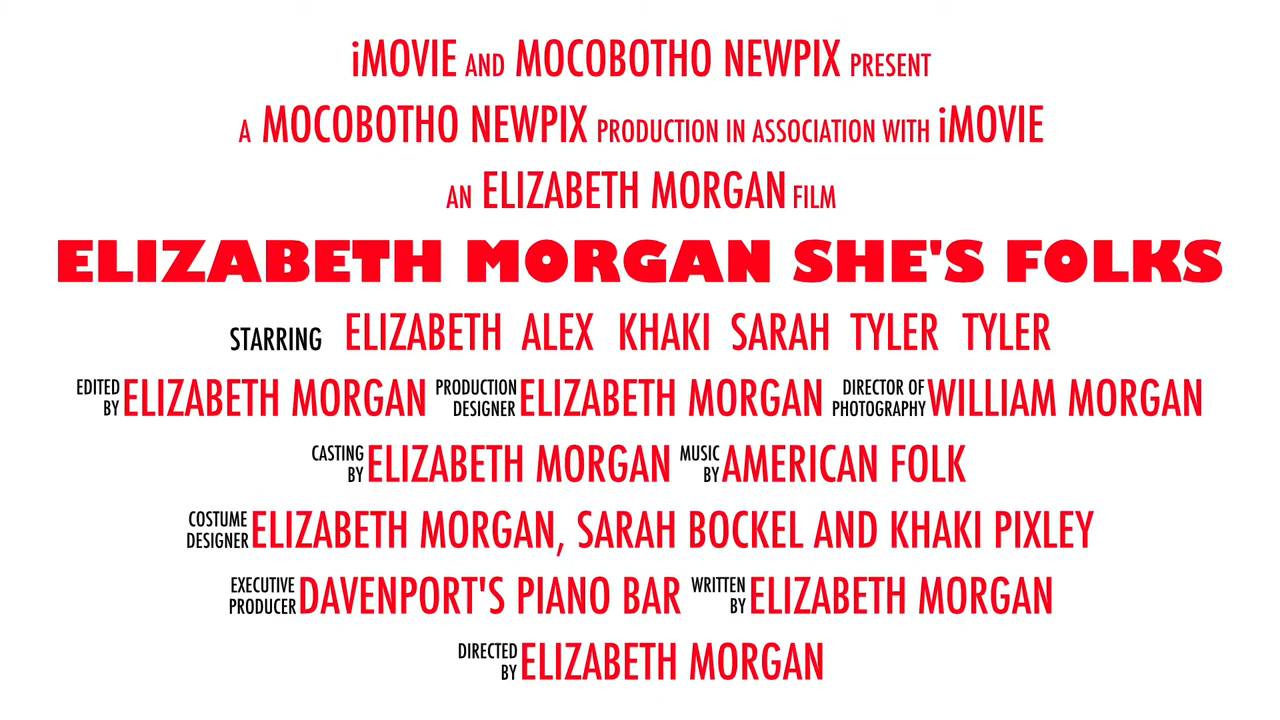 iMOVIE AND MOCOBOTHO NEWPIX PRESENT
A MOCOBOTHO NEWPIX PRODUCTION IN ASSOCIATION WITH iMOVIE
AN ELIZABETH MORGAN FILM
ELIZABETH MORGAN SHE'S FOLKS
STARRING ELIZABETH ALEX KHAKI SARAH TYLER TYLER
EDITED BY ELIZABETH MORGAN PRODUCTION DESIGNER ELIZABETH MORGAN DIRECTOR OF PHOTOGRAPHY WILLIAM MORGAN
CASTING BY ELIZABETH MORGAN MUSIC BY AMERICAN FOLK
COSTUME DESIGNER ELIZABETH MORGAN, SARAH BOCKEL AND KHAKI PIXLEY
EXECUTIVE PRODUCER DAVENPORT'S PIANO BAR WRITTEN BY ELIZABETH MORGAN
DIRECTED BY ELIZABETH MORGAN